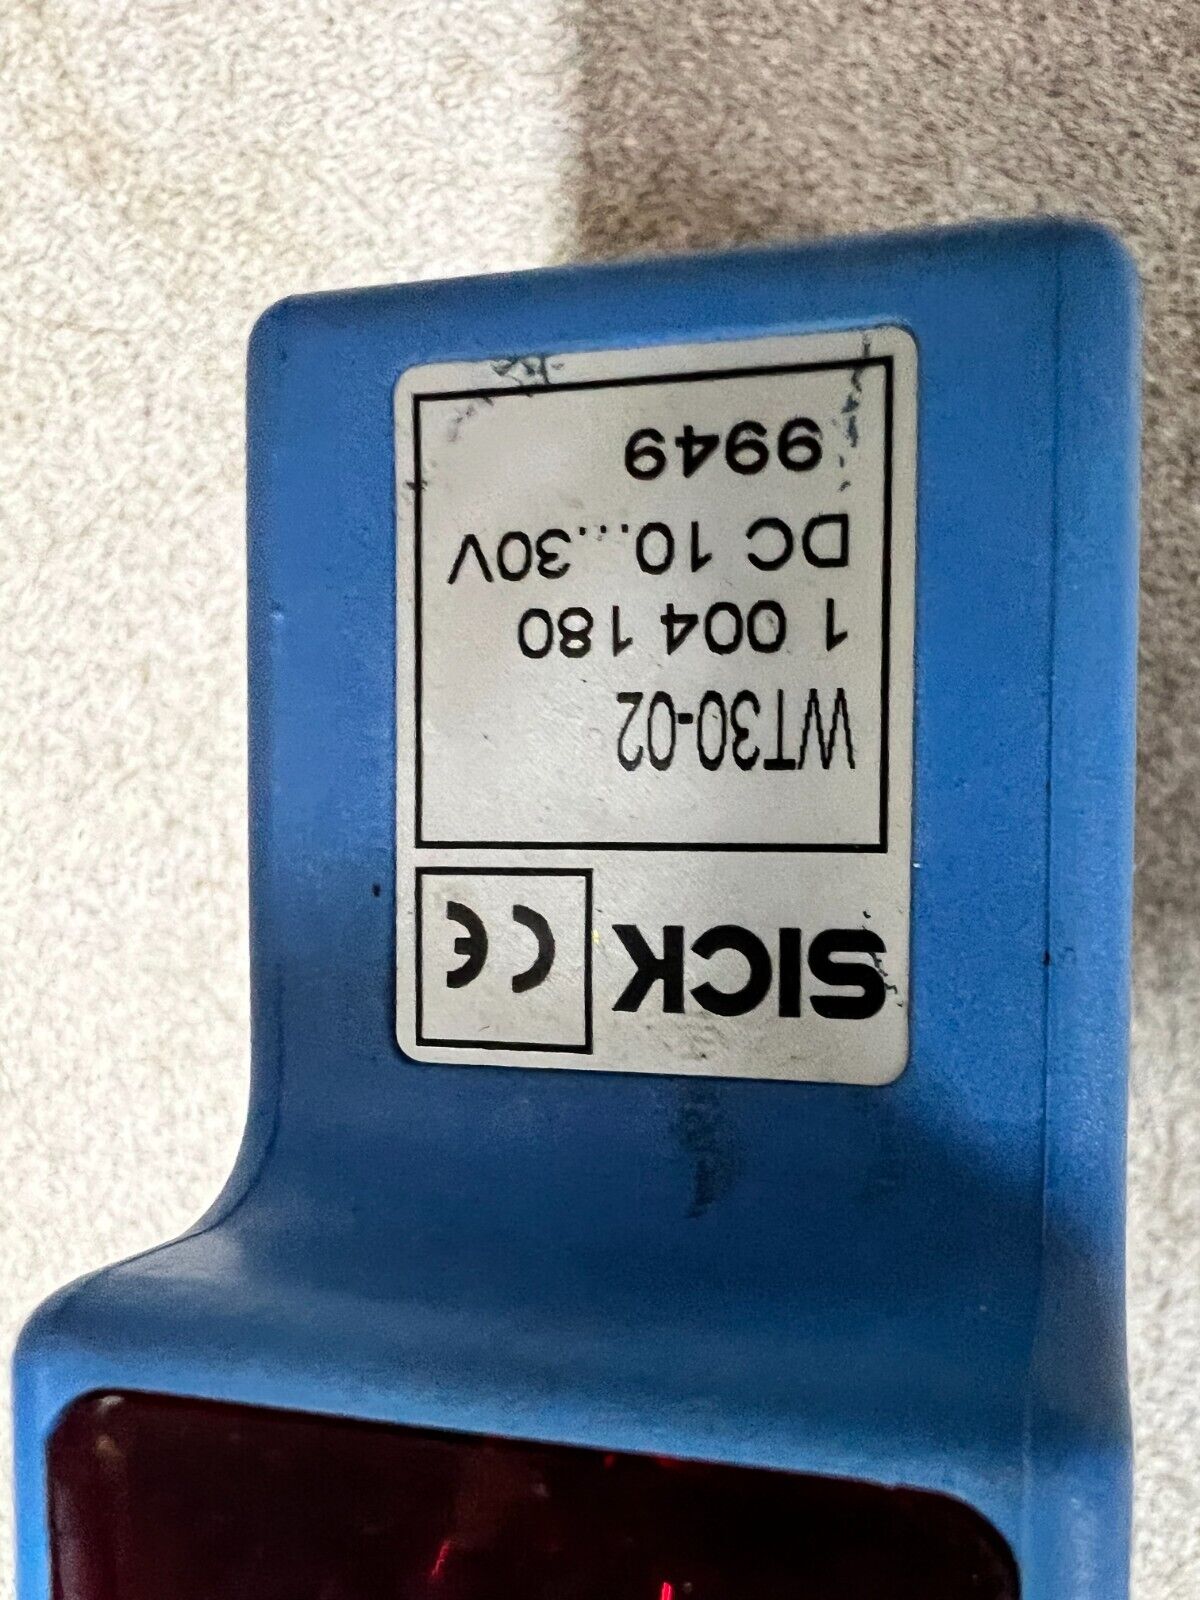 SICK CE
WT30-02
1 004 180
DC 10...30V
9949